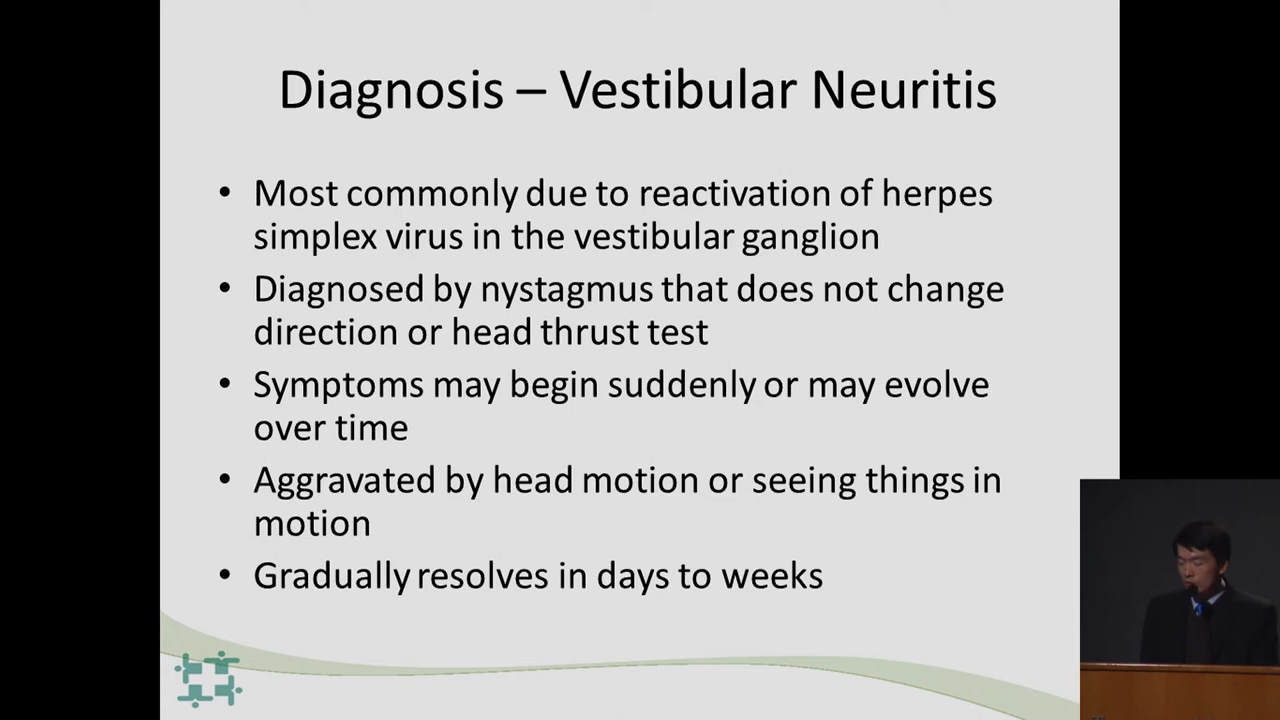 Diagnosis – Vestibular Neuritis
• Most commonly due to reactivation of herpes
simplex virus in the vestibular ganglion
• Diagnosed by nystagmus that does not change
direction or head thrust test
• Symptoms may begin suddenly or may evolve
over time
• Aggravated by head motion or seeing things in
motion
• Gradually resolves in days to weeks